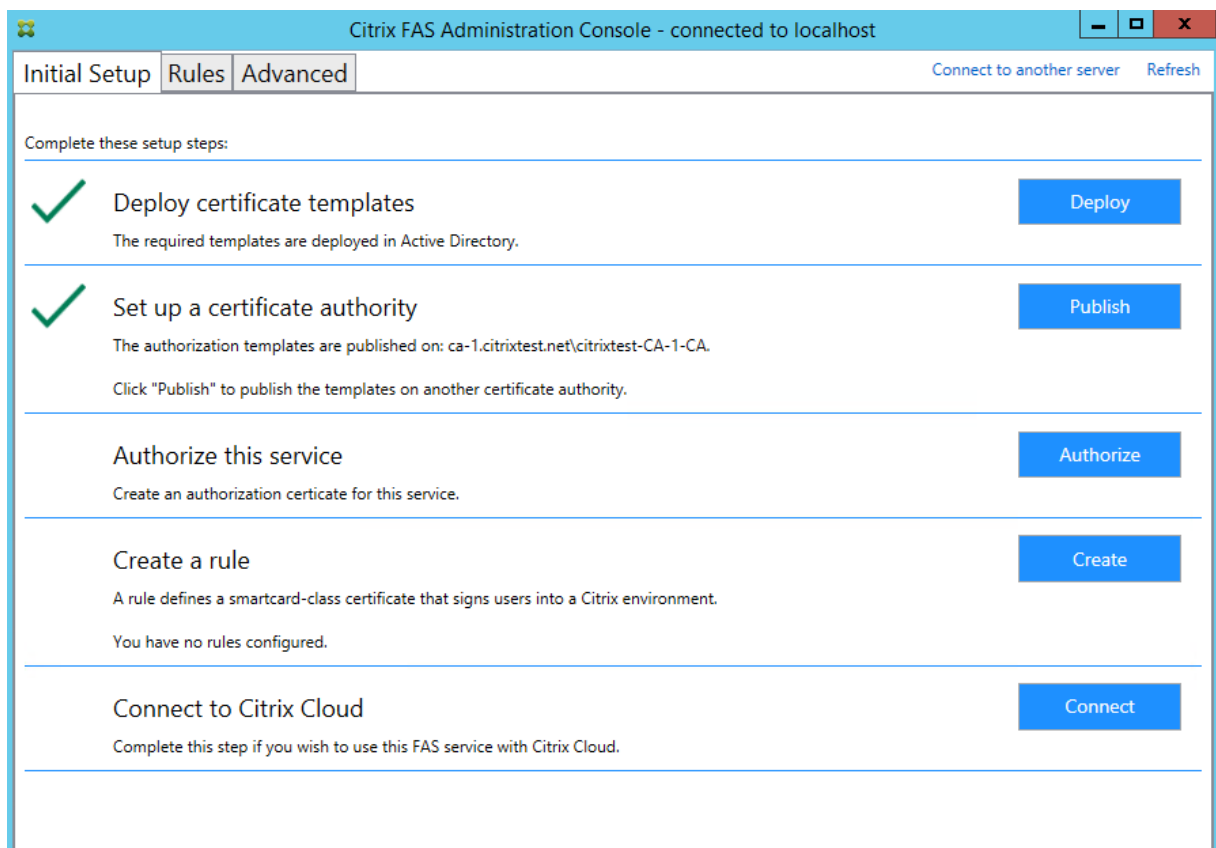 Citrix FAS Administration Console - connected to localhost
Initial Setup Rules Advanced Connect to another server Refresh
Complete these setup steps:
Deploy certificate templates
Deploy
The required templates are deployed in Active Directory.
Set up a certificate authority
Publish
The authorization templates are published on: ca-1.citrixtest.net\citrixtest-CA-1-CA.
Click "Publish" to publish the templates on another certificate authority.
Authorize this service
Authorize
Create an authorization certicate for this service.
Create a rule
Create
A rule defines a smartcard-class certificate that signs users into a Citrix environment.
You have no rules configured.
Connect to Citrix Cloud
Connect
Complete this step if you wish to use this FAS service with Citrix Cloud.